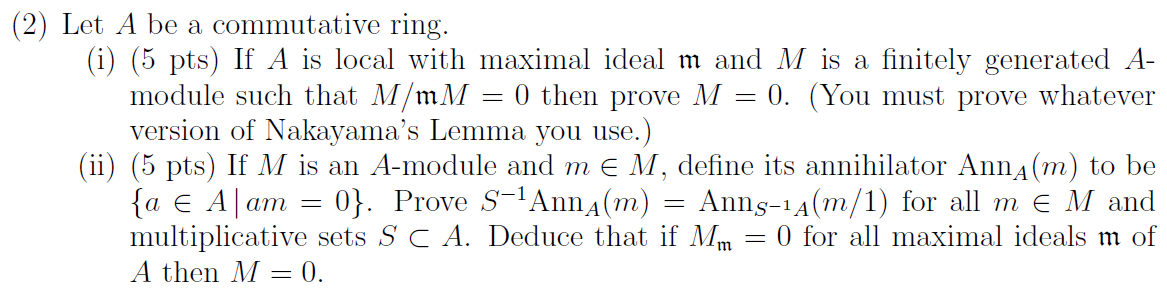 (2) Let A be a commutative ring.
(i) (5 pts) If A is local with maximal ideal 𝔪 and M is a finitely generated A-
module such that M/𝔪M = 0 then prove M = 0. (You must prove whatever
version of Nakayama's Lemma you use.)
(ii) (5 pts) If M is an A-module and m ∈ M, define its annihilator Ann_A(m) to be
{a ∈ A | am = 0}. Prove S⁻¹Ann_A(m) = Ann_{S⁻¹A}(m/1) for all m ∈ M and
multiplicative sets S ⊂ A. Deduce that if M_𝔪 = 0 for all maximal ideals 𝔪 of
A then M = 0.